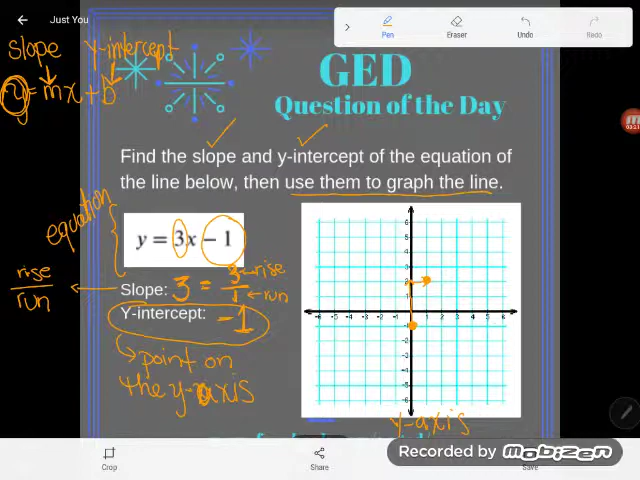 Just You
Pen
Eraser
Undo
Redo
slope y-intercept
y = mx + b
GED
Question of the Day
Find the slope and y-intercept of the equation of
the line below, then use them to graph the line.
equation
y = 3x − 1
rise
run
Slope: 3 = 3/1 ←rise ←run
Y-intercept: -1
point on
the y-axis
y-axis
Recorded by
MOBIZEN
Crop
Share
Save